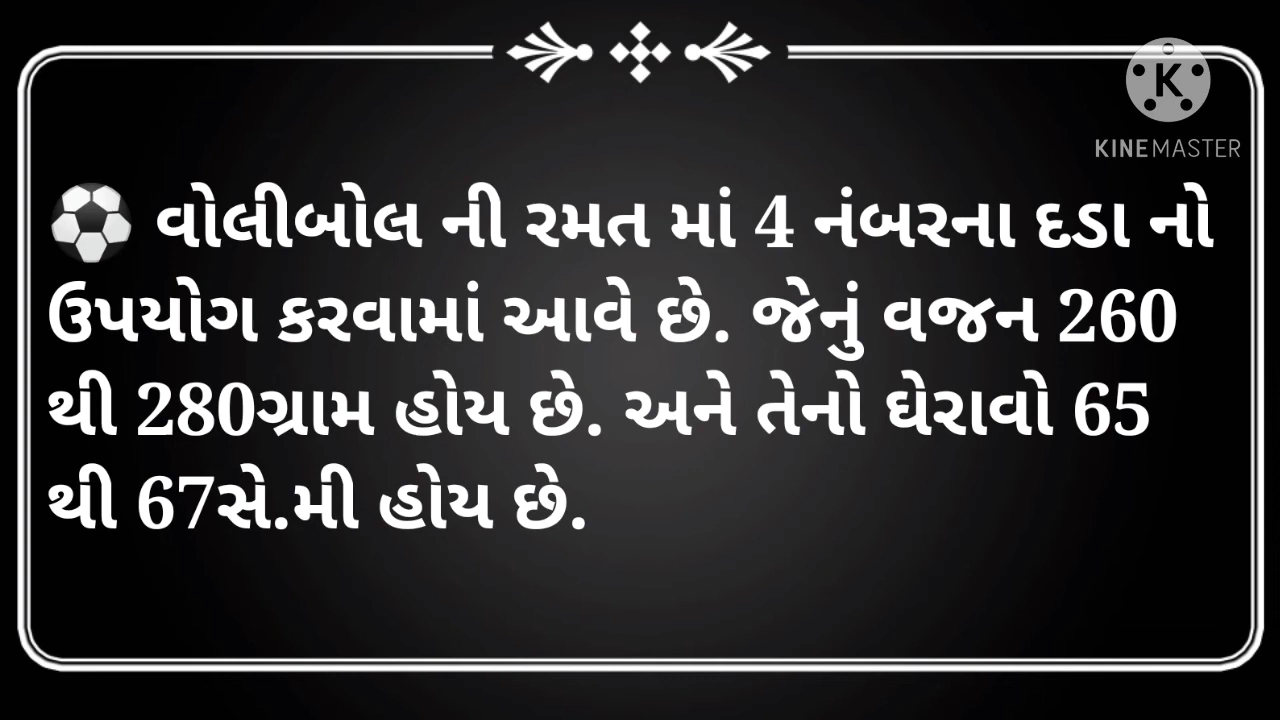 KINEMASTER
વોલીબોલ ની રમત માં 4 નંબરના દડા નો
ઉપયોગ કરવામાં આવે છે. જેનું વજન 260
થી 280ગ્રામ હોય છે. અને તેનો ઘેરાવો 65
થી 67સે.મી હોય છે.